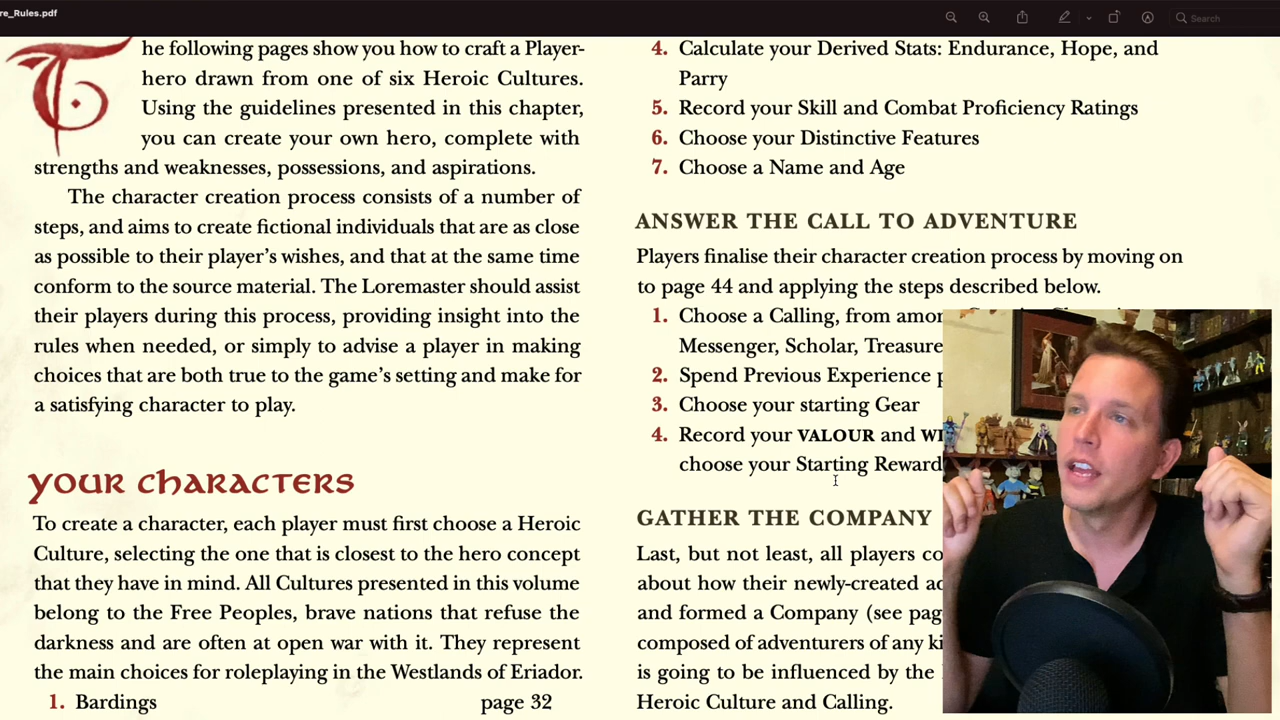 re_Rules.pdf
Search
The following pages show you how to craft a Player-
hero drawn from one of six Heroic Cultures.
Using the guidelines presented in this chapter,
you can create your own hero, complete with
strengths and weaknesses, possessions, and aspirations.
The character creation process consists of a number of
steps, and aims to create fictional individuals that are as close
as possible to their player's wishes, and that at the same time
conform to the source material. The Loremaster should assist
their players during this process, providing insight into the
rules when needed, or simply to advise a player in making
choices that are both true to the game's setting and make for
a satisfying character to play.
YOUR CHARACTERS
To create a character, each player must first choose a Heroic
Culture, selecting the one that is closest to the hero concept
that they have in mind. All Cultures presented in this volume
belong to the Free Peoples, brave nations that refuse the
darkness and are often at open war with it. They represent
the main choices for roleplaying in the Westlands of Eriador.
1. Bardings page 32
4. Calculate your Derived Stats: Endurance, Hope, and
Parry
5. Record your Skill and Combat Proficiency Ratings
6. Choose your Distinctive Features
7. Choose a Name and Age
ANSWER THE CALL TO ADVENTURE
Players finalise their character creation process by moving on
to page 44 and applying the steps described below.
1. Choose a Calling, from amon
Messenger, Scholar, Treasure
2. Spend Previous Experience p
3. Choose your starting Gear
4. Record your VALOUR and WI
choose your Starting Reward
GATHER THE COMPANY
Last, but not least, all players co
about how their newly-created ad
and formed a Company (see pag
composed of adventurers of any ki
is going to be influenced by the
Heroic Culture and Calling.